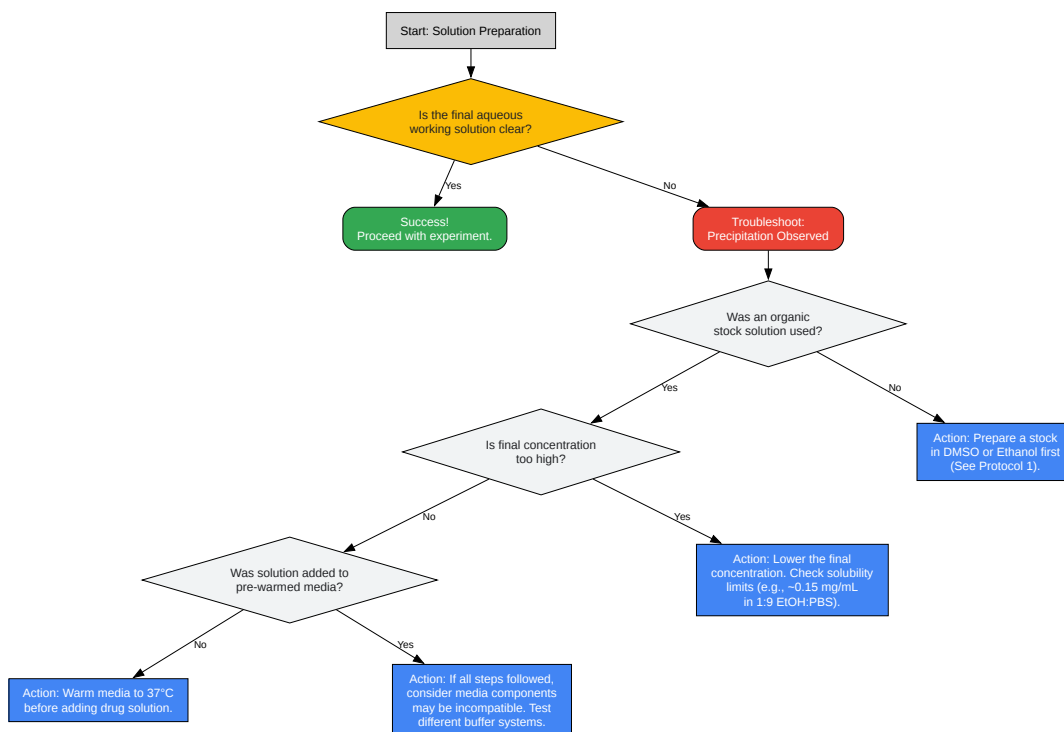 Start: Solution Preparation
Is the final aqueous
working solution clear?
Yes
No
Success!
Proceed with experiment.
Troubleshoot:
Precipitation Observed
Was an organic
stock solution used?
Yes
No
Is final concentration
too high?
Action: Prepare a stock
in DMSO or Ethanol first
(See Protocol 1).
No
Yes
Was solution added to
pre-warmed media?
Action: Lower the final
concentration. Check solubility
limits (e.g., ~0.15 mg/mL
in 1:9 EtOH:PBS).
No
Yes
Action: Warm media to 37°C
before adding drug solution.
Action: If all steps followed,
consider media components
may be incompatible. Test
different buffer systems.